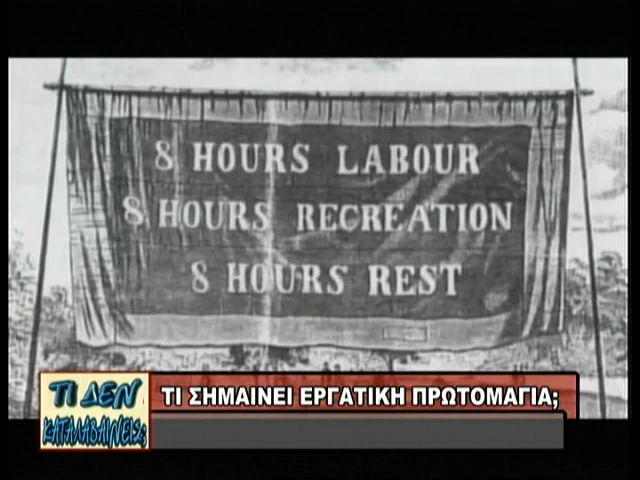 8 HOURS LABOUR
8 HOURS RECREATION
8 HOURS REST
ΤΙ ΔΕΝ
ΚΑΤΑΛΑΒΑΙΝΕΙΣ;
ΤΙ ΣΗΜΑΙΝΕΙ ΕΡΓΑΤΙΚΗ ΠΡΩΤΟΜΑΓΙΑ;